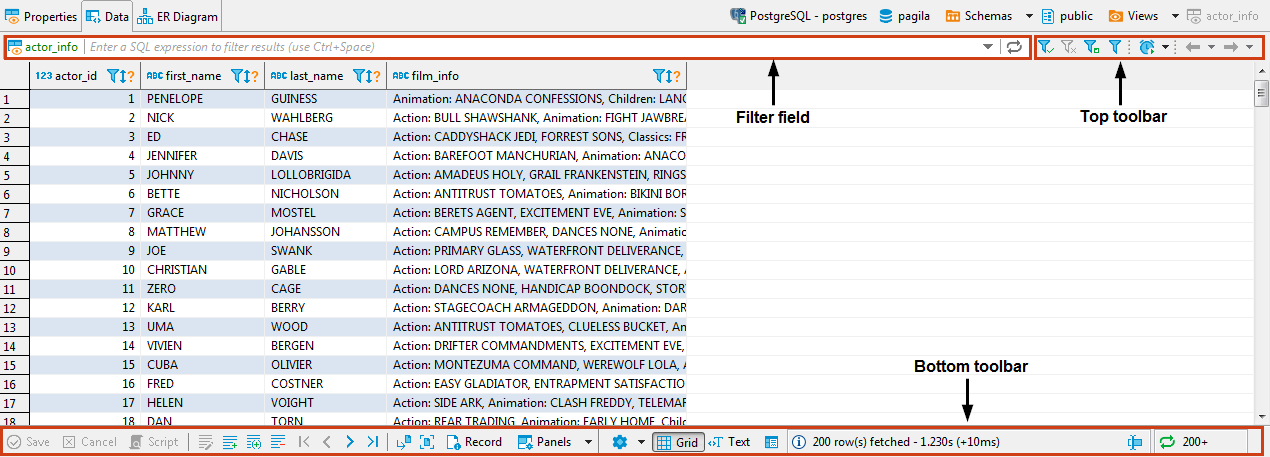 Properties Data ER Diagram PostgreSQL - postgres pagila Schemas public Views actor_info
actor_info Enter a SQL expression to filter results (use Ctrl+Space)
123 actor_id ABC first_name ABC last_name ABC film_info
1 1 PENELOPE GUINESS Animation: ANACONDA CONFESSIONS, Children: LANG
Filter field Top toolbar
2 2 NICK WAHLBERG Action: BULL SHAWSHANK, Animation: FIGHT JAWBREA
3 3 ED CHASE Action: CADDYSHACK JEDI, FORREST SONS, Classics: FR
4 4 JENNIFER DAVIS Action: BAREFOOT MANCHURIAN, Animation: ANACO
5 5 JOHNNY LOLLOBRIGIDA Action: AMADEUS HOLY, GRAIL FRANKENSTEIN, RINGS
6 6 BETTE NICHOLSON Action: ANTITRUST TOMATOES, Animation: BIKINI BOR
7 7 GRACE MOSTEL Action: BERETS AGENT, EXCITEMENT EVE, Animation: S
8 8 MATTHEW JOHANSSON Action: CAMPUS REMEMBER, DANCES NONE, Animatio
9 9 JOE SWANK Action: PRIMARY GLASS, WATERFRONT DELIVERANCE,
10 10 CHRISTIAN GABLE Action: LORD ARIZONA, WATERFRONT DELIVERANCE, A
11 11 ZERO CAGE Action: DANCES NONE, HANDICAP BOONDOCK, STOR
12 12 KARL BERRY Action: STAGECOACH ARMAGEDDON, Animation: DAR
13 13 UMA WOOD Action: ANTITRUST TOMATOES, CLUELESS BUCKET, An
14 14 VIVIEN BERGEN Action: DRIFTER COMMANDMENTS, EXCITEMENT EVE,
15 15 CUBA OLIVIER Action: MONTEZUMA COMMAND, WEREWOLF LOLA, A
Bottom toolbar
16 16 FRED COSTNER Action: EASY GLADIATOR, ENTRAPMENT SATISFACTIO
17 17 HELEN VOIGHT Action: SIDE ARK, Animation: CLASH FREDDY, TELEMAR
18 18 DAN TORN Action: BEAR TRADING, Animation: EARLY HOME, Chil
Save Cancel Script Record Panels Grid Text 200 row(s) fetched - 1.230s (+10ms) 200+